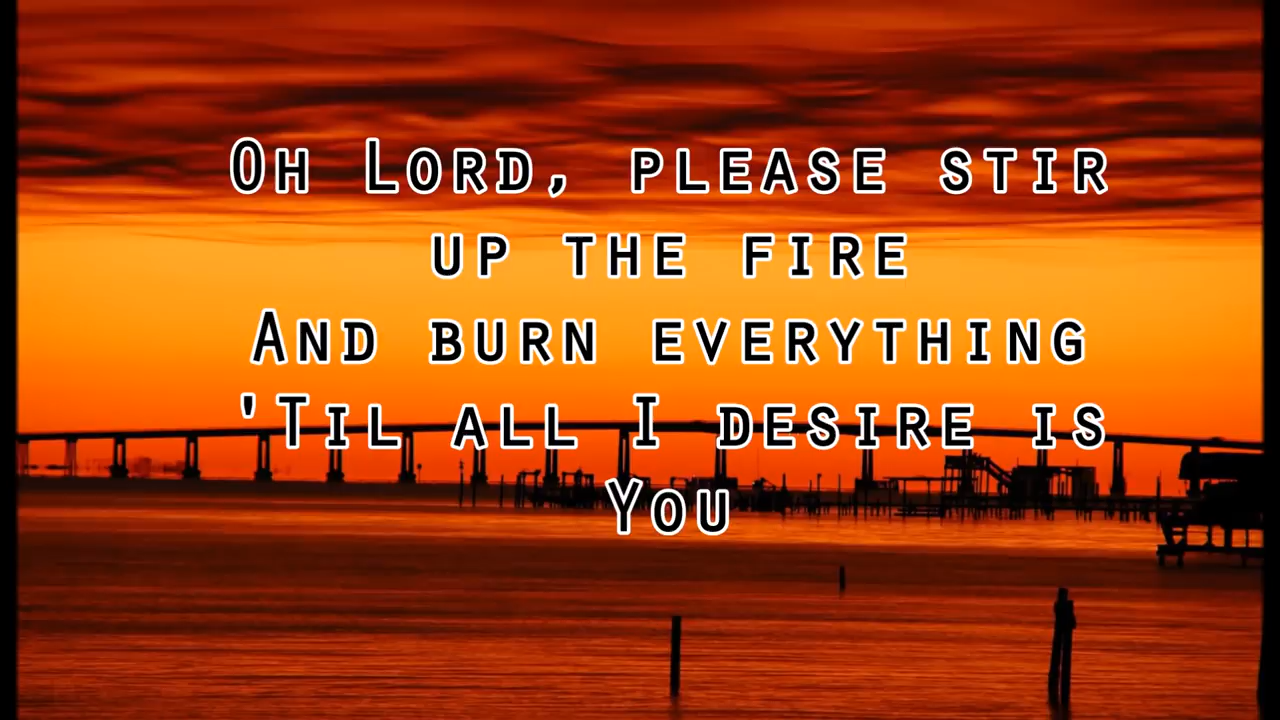 Oh Lord, please stir
up the fire
And burn everything
'Til all I desire is
You